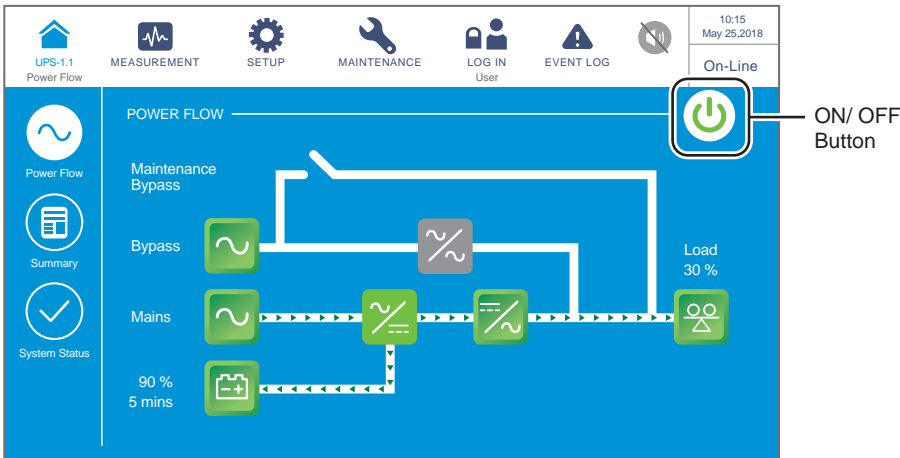 UPS-1.1
Power Flow
MEASUREMENT
SETUP
MAINTENANCE
LOG IN
User
EVENT LOG
10:15
May 25,2018
On-Line
ON/ OFF
Button
Power Flow
Summary
System Status
POWER FLOW
Maintenance
Bypass
Bypass
Mains
90 %
5 mins
Load
30 %